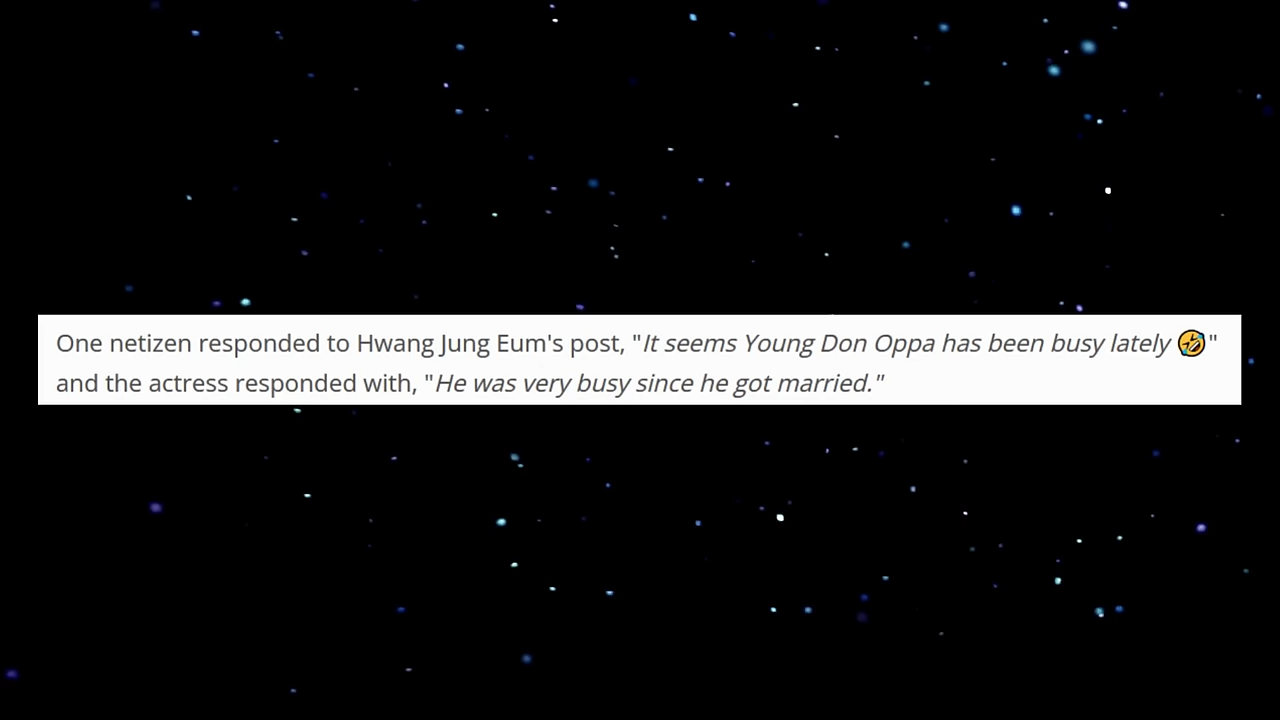 One netizen responded to Hwang Jung Eum's post, "It seems Young Don Oppa has been busy lately 🤣"
and the actress responded with, "He was very busy since he got married."